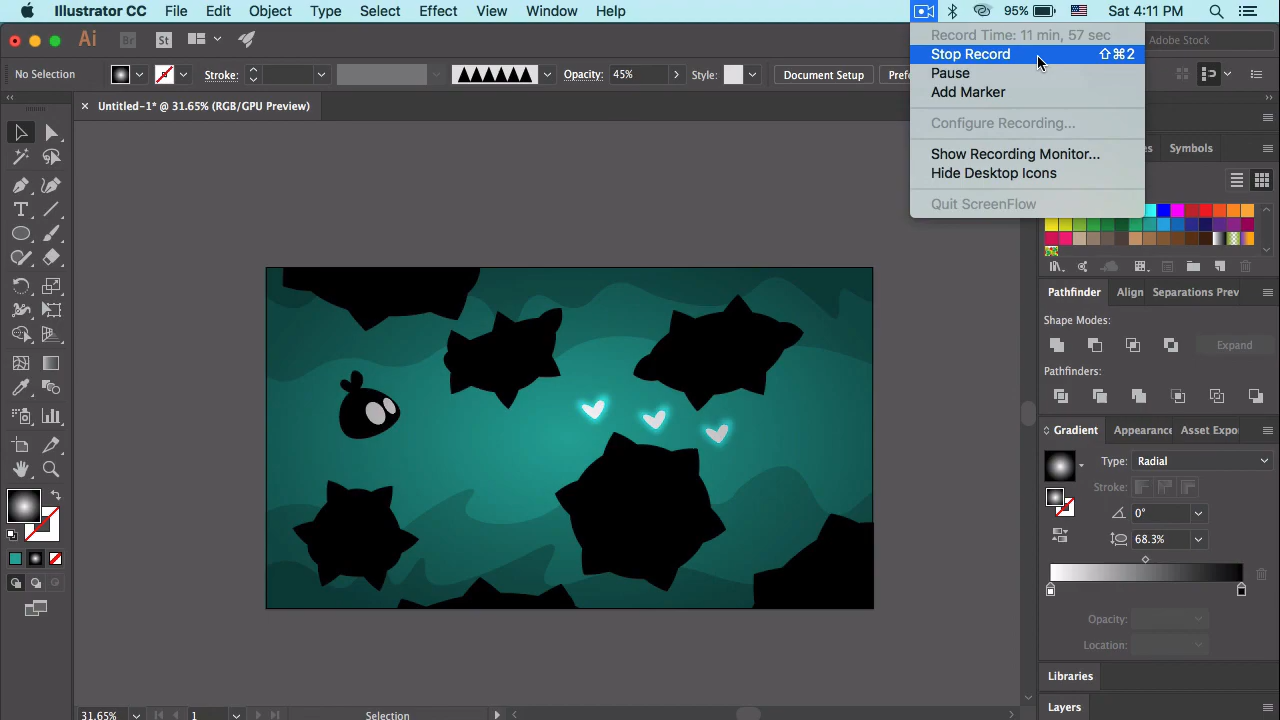 Illustrator CC File Edit Object Type Select Effect View Window Help 95% Sat 4:11 PM
Record Time: 11 min, 57 sec
Stop Record ⇧⌘2
Pause
Add Marker
Configure Recording...
Show Recording Monitor...
Hide Desktop Icons
Quit ScreenFlow
Ai Br St Adobe Stock
No Selection Stroke: Opacity: 45% Style: Document Setup Prefe
× Untitled-1* @ 31.65% (RGB/GPU Preview)
Symbols
Pathfinder Align Separations Prev
Shape Modes:
Expand
Pathfinders:
Gradient Appearance Asset Expo
Type: Radial
Stroke:
0°
68.3%
Opacity:
Location:
Libraries
Layers
31.65% 1 Selection